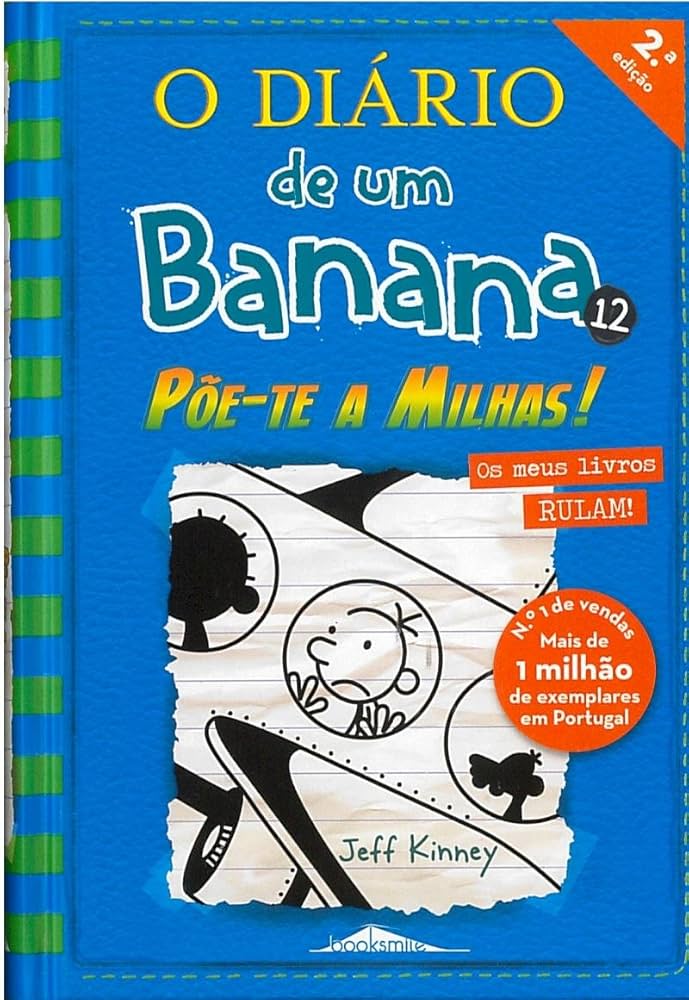 2.ª
edição
O DIÁRIO
de um
Banana
12
PÕE-TE A MILHAS!
Os meus livros
RULAM!
N.º 1 de vendas
Mais de
1 milhão
de exemplares
em Portugal
Jeff Kinney
booksmile